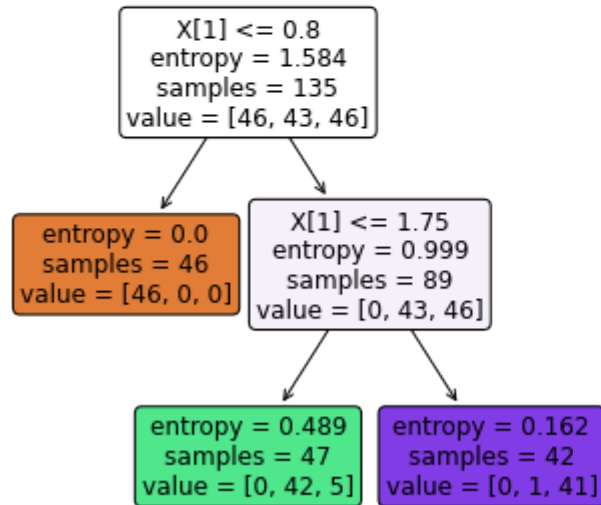 X[1] <= 0.8
entropy = 1.584
samples = 135
value = [46, 43, 46]
entropy = 0.0
samples = 46
value = [46, 0, 0]
X[1] <= 1.75
entropy = 0.999
samples = 89
value = [0, 43, 46]
entropy = 0.489
samples = 47
value = [0, 42, 5]
entropy = 0.162
samples = 42
value = [0, 1, 41]